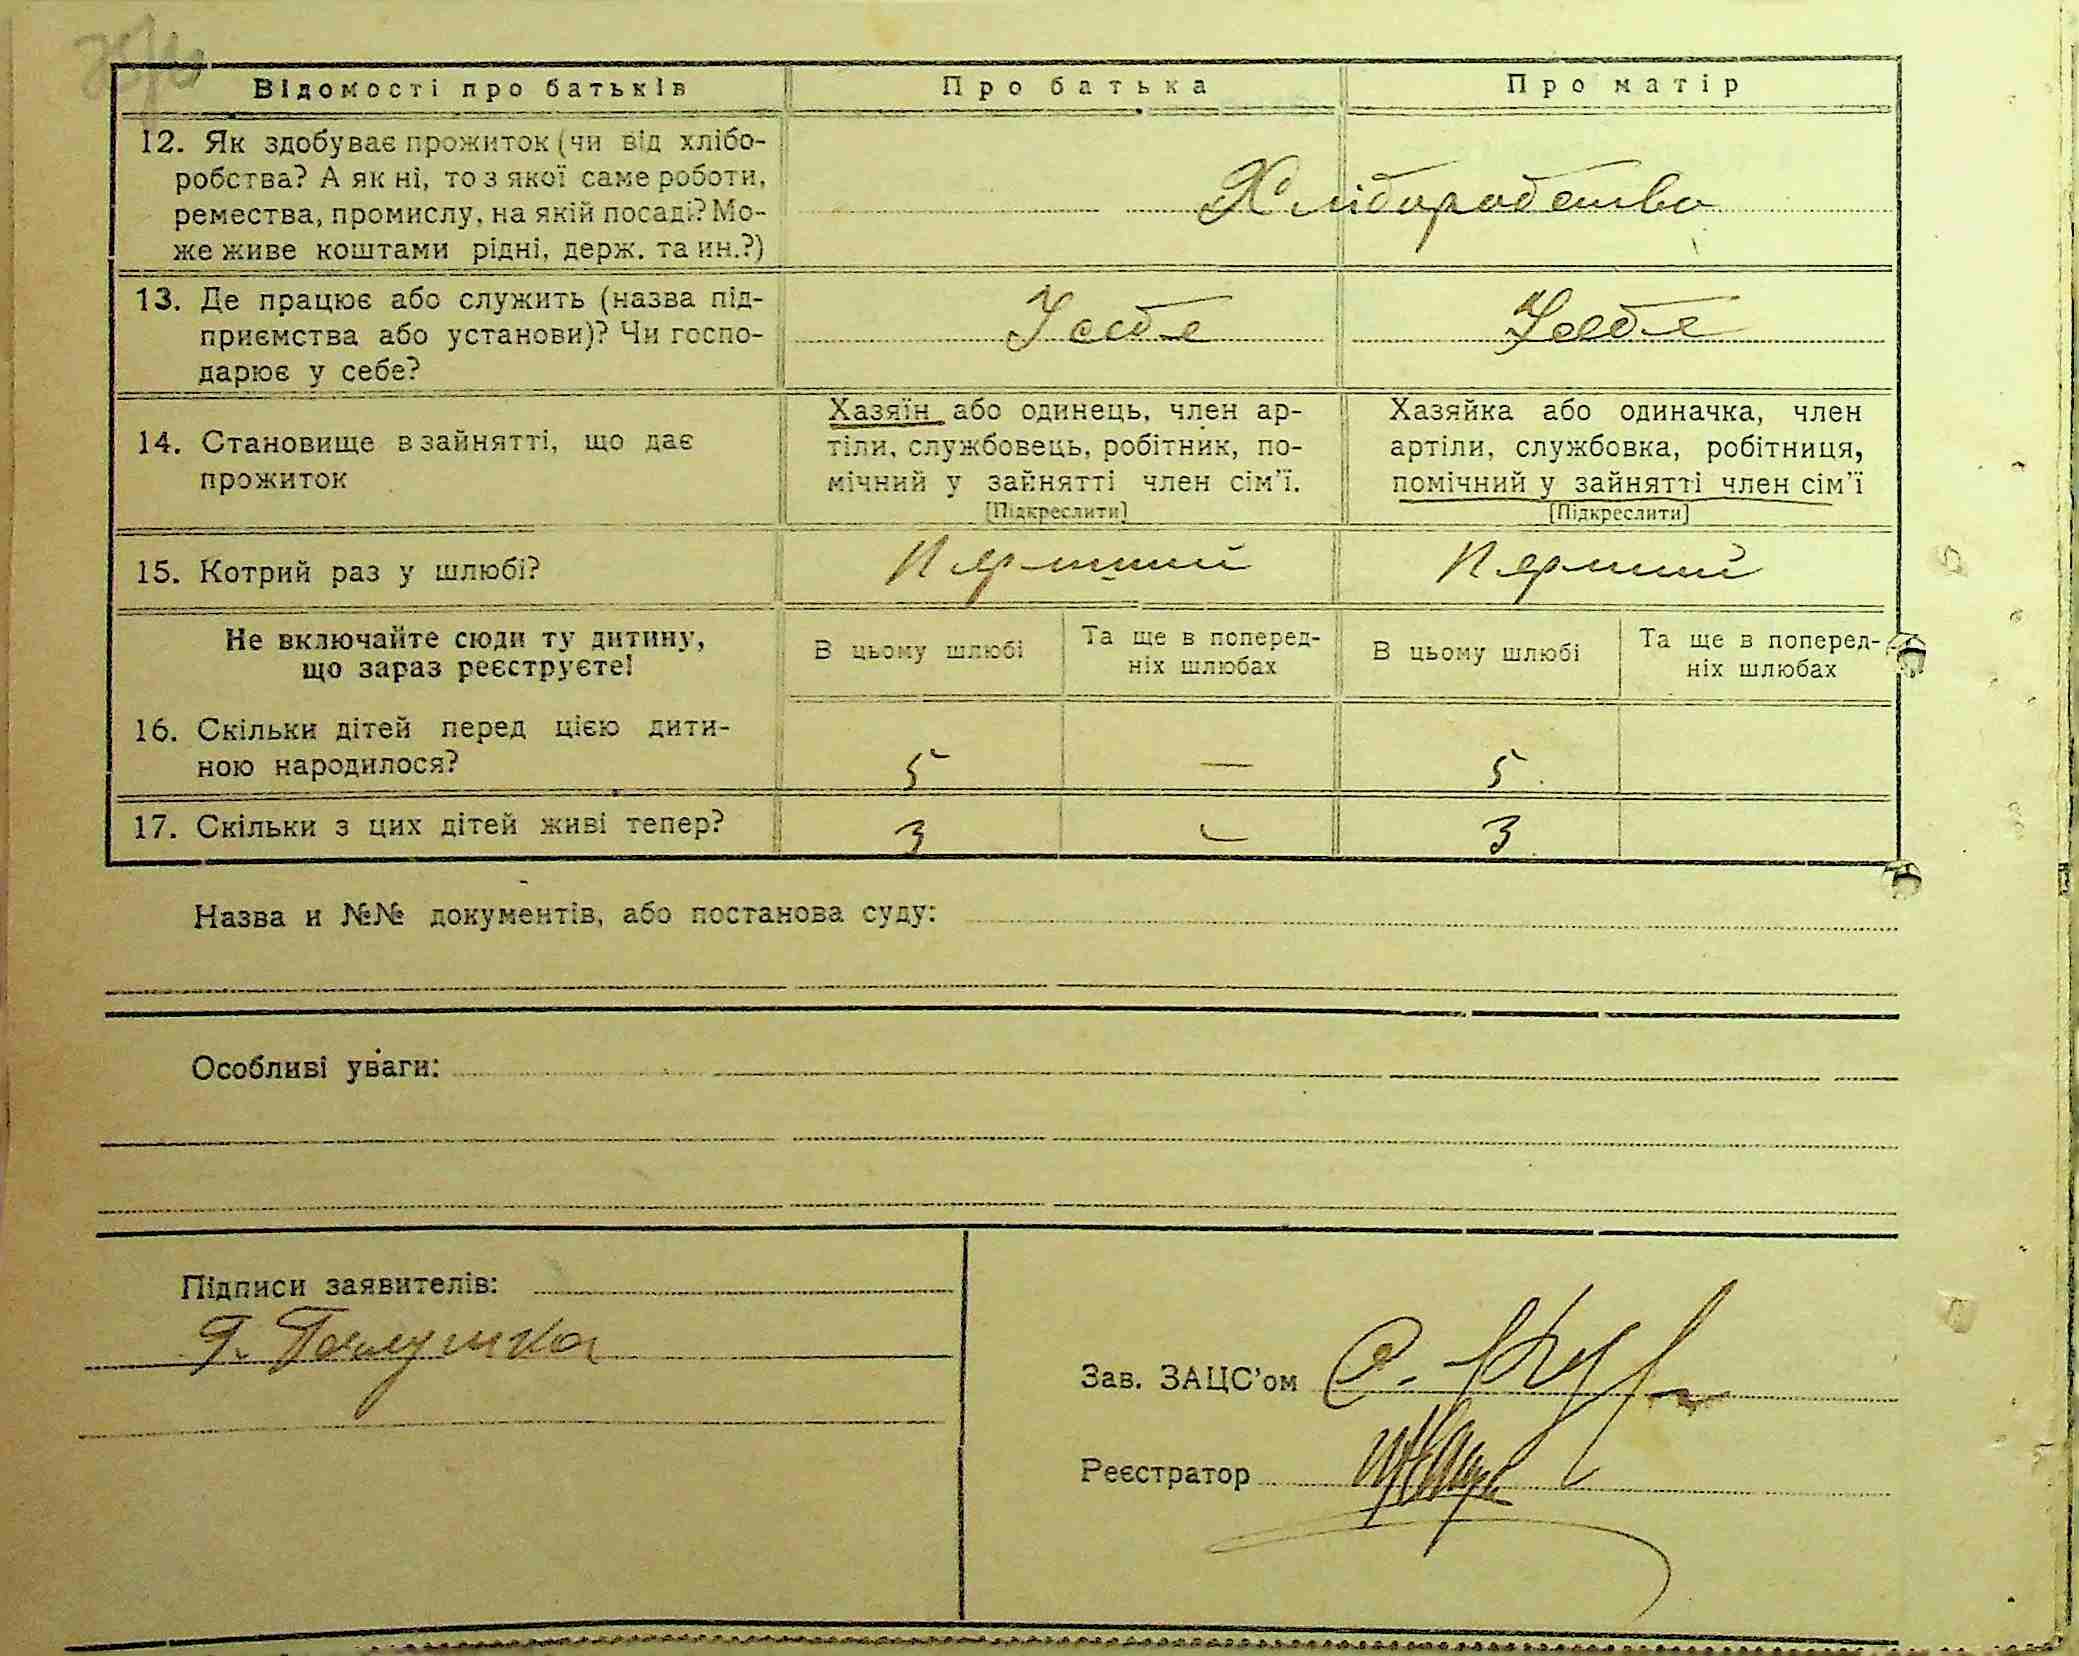 Відомості про батьків Про батька Про матір
12. Як здобуває прожиток (чи від хлібо-
робства? А як ні, то з якої саме роботи,
ремества, промислу, на якій посаді? Мо-
же живе коштами рідні, держ. та ин.?)
Хліборобство
13. Де працює або служить (назва під-
приємства або установи)? Чи госпо-
дарює у себе?
У себе У себе
14. Становище в зайнятті, що дає
прожиток
Хазяїн або одинець, член ар-
тіли, службовець, робітник, по-
мічний у зайнятті член сім'ї.
[Підкреслити]
Хазяйка або одиначка, член
артіли, службовка, робітниця,
помічний у зайнятті член сім'ї
[Підкреслити]
15. Котрий раз у шлюбі? Перший Перший
Не включайте сюди ту дитину,
що зараз реєструєте!
В цьому шлюбі
Та ще в поперед-
ніх шлюбах
В цьому шлюбі
Та ще в поперед-
ніх шлюбах
16. Скільки дітей перед цією дити-
ною народилося?
5 — 5
17. Скільки з цих дітей живі тепер? 3 — 3
Назва и №№ документів, або постанова суду:
Особливі уваги:
Підписи заявителів:
Г. Галушка
Зав. ЗАЦС'ом
Реєстратор